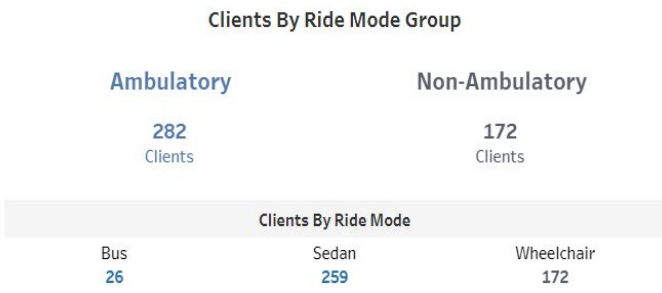 Clients By Ride Mode Group
Ambulatory Non-Ambulatory
282 172
Clients Clients
Clients By Ride Mode
Bus Sedan Wheelchair
26 259 172